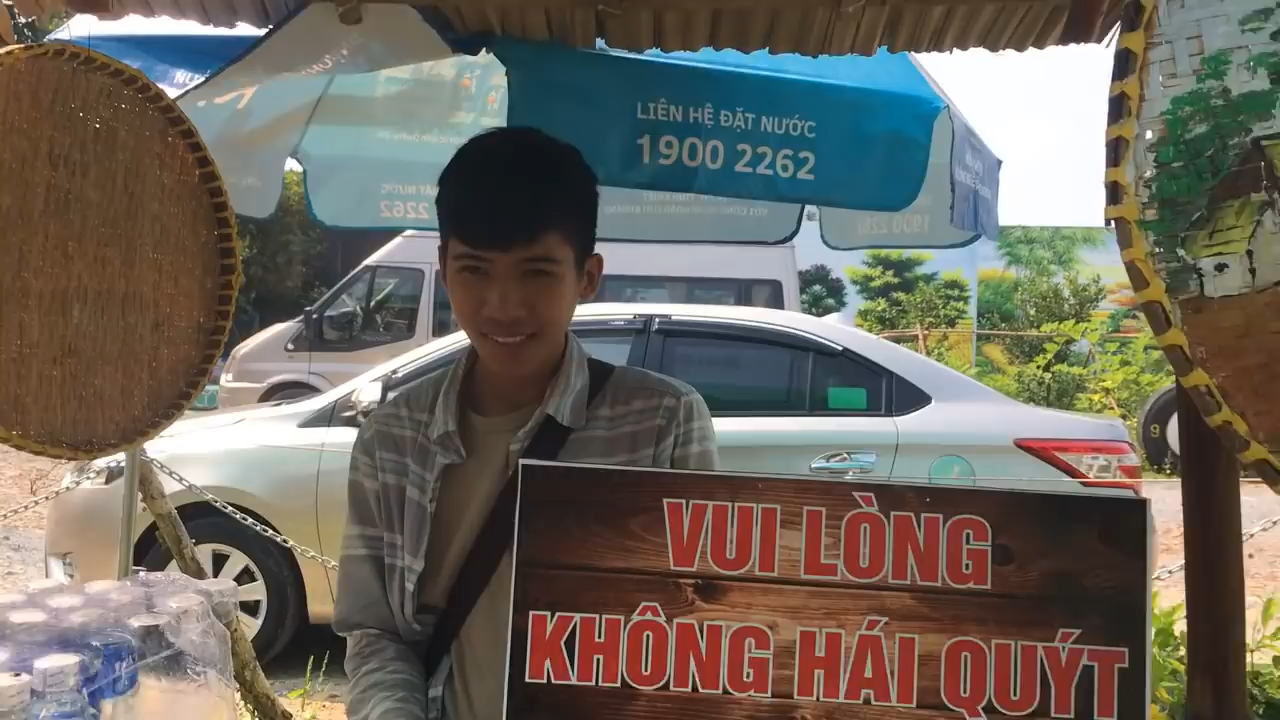 LIÊN HỆ ĐẶT NƯỚC
1900 2262
VUI LÒNG
KHÔNG HÁI QUÝT